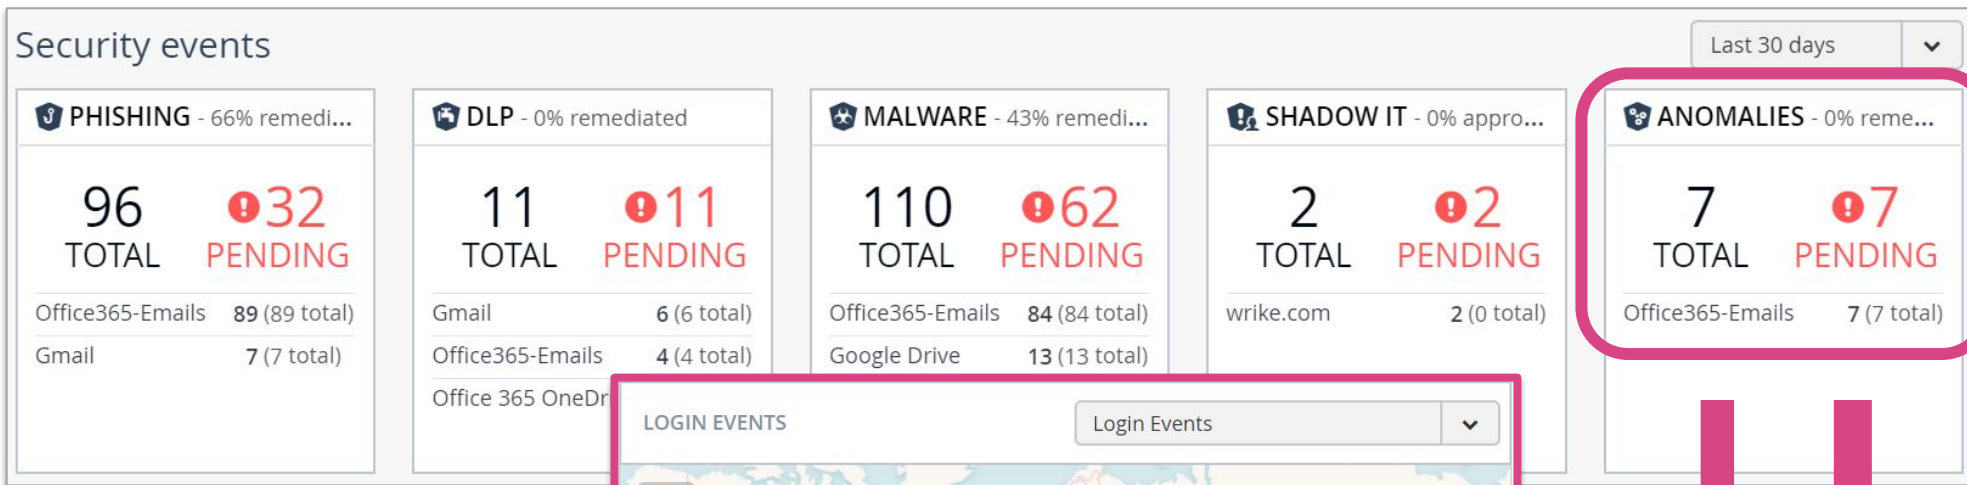 Security events
Last 30 days
PHISHING - 66% remedi...
96 32
TOTAL PENDING
Office365-Emails 89 (89 total)
Gmail 7 (7 total)
DLP - 0% remediated
11 11
TOTAL PENDING
Gmail 6 (6 total)
Office365-Emails 4 (4 total)
Office 365 OneDr
MALWARE - 43% remedi...
110 62
TOTAL PENDING
Office365-Emails 84 (84 total)
Google Drive 13 (13 total)
SHADOW IT - 0% appro...
2 2
TOTAL PENDING
wrike.com 2 (0 total)
ANOMALIES - 0% reme...
7 7
TOTAL PENDING
Office365-Emails 7 (7 total)
LOGIN EVENTS
Login Events